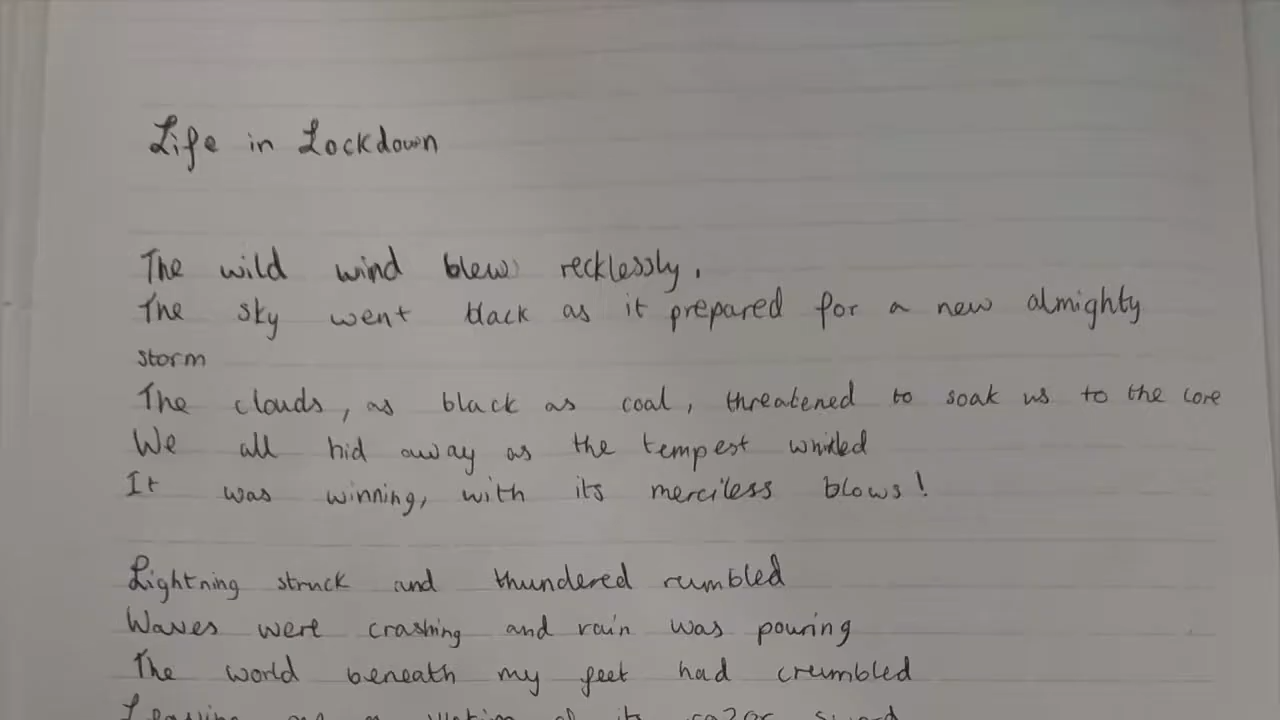 Life in Lockdown
The wild wind blew recklessly.
The sky went black as it prepared for a new almighty
storm
The clouds, as black as coal, threatened to soak us to the core
We all hid away as the tempest
It was winning, with its merciless blows!
Lightning struck and thundered rumbled
Waves were crashing and rain was pouring
The world beneath my feet had crumbled